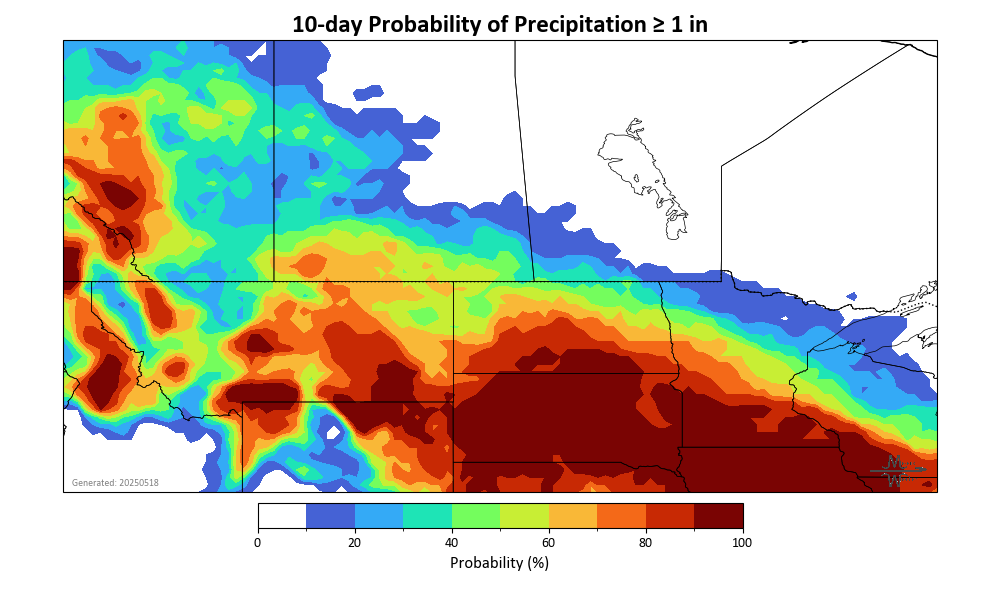 10-day Probability of Precipitation ≥ 1 in
Generated: 20250518
0 20 40 60 80 100
Probability (%)